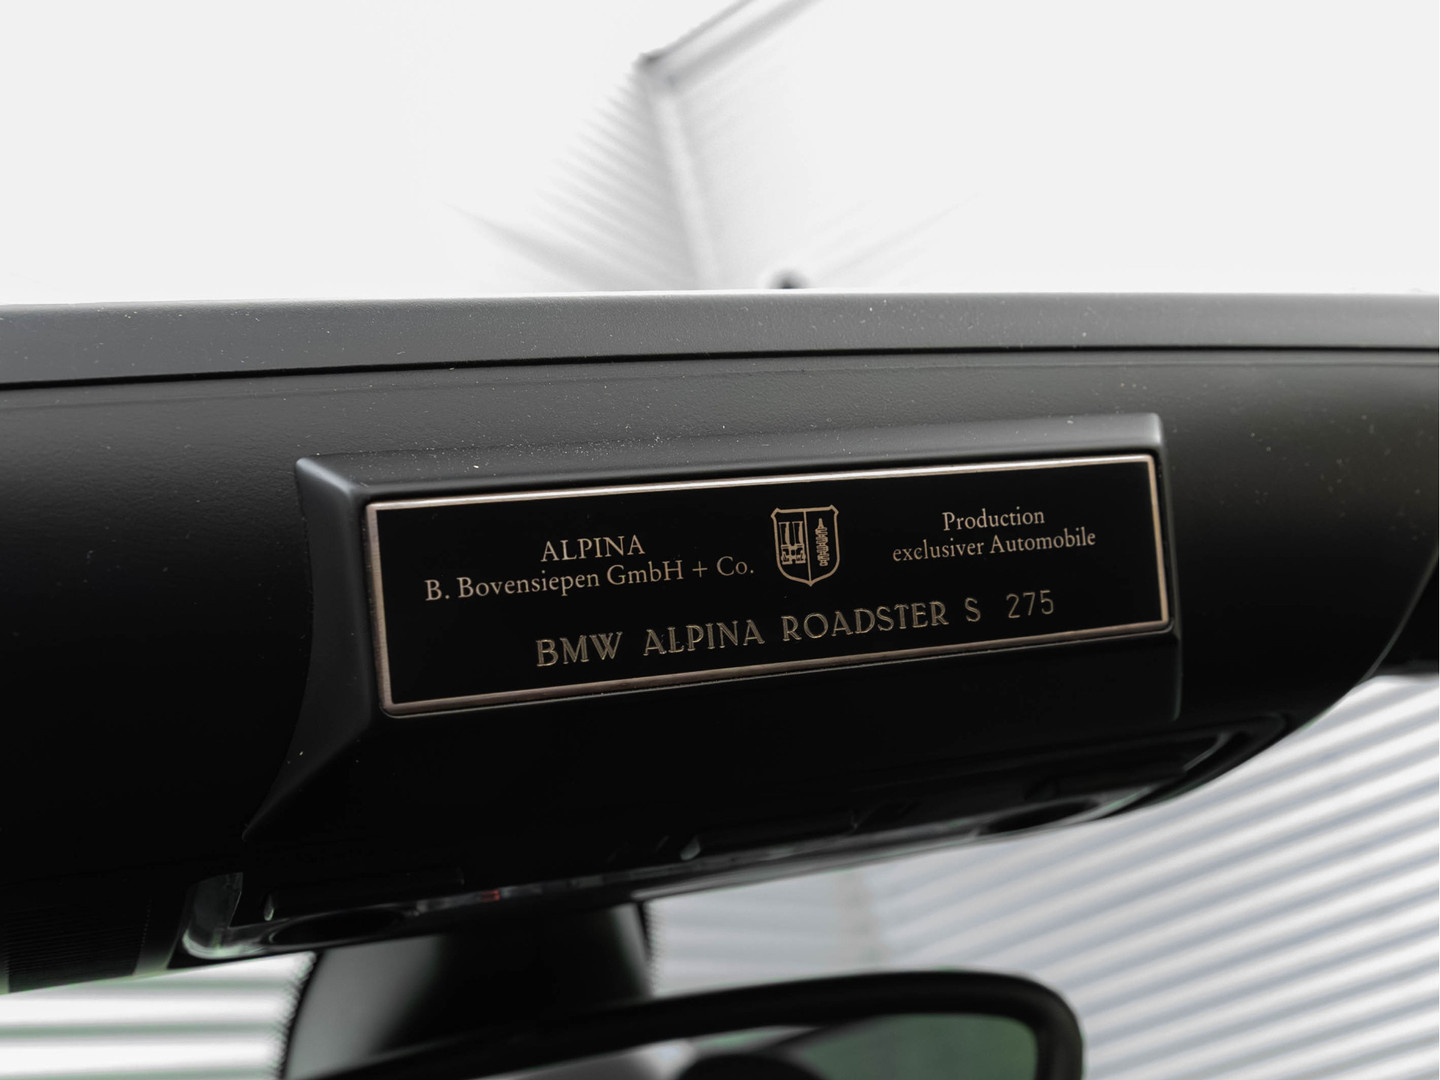 ALPINA
B. Bovensiepen GmbH + Co.
Production
exclusiver Automobile
BMW ALPINA ROADSTER S 275